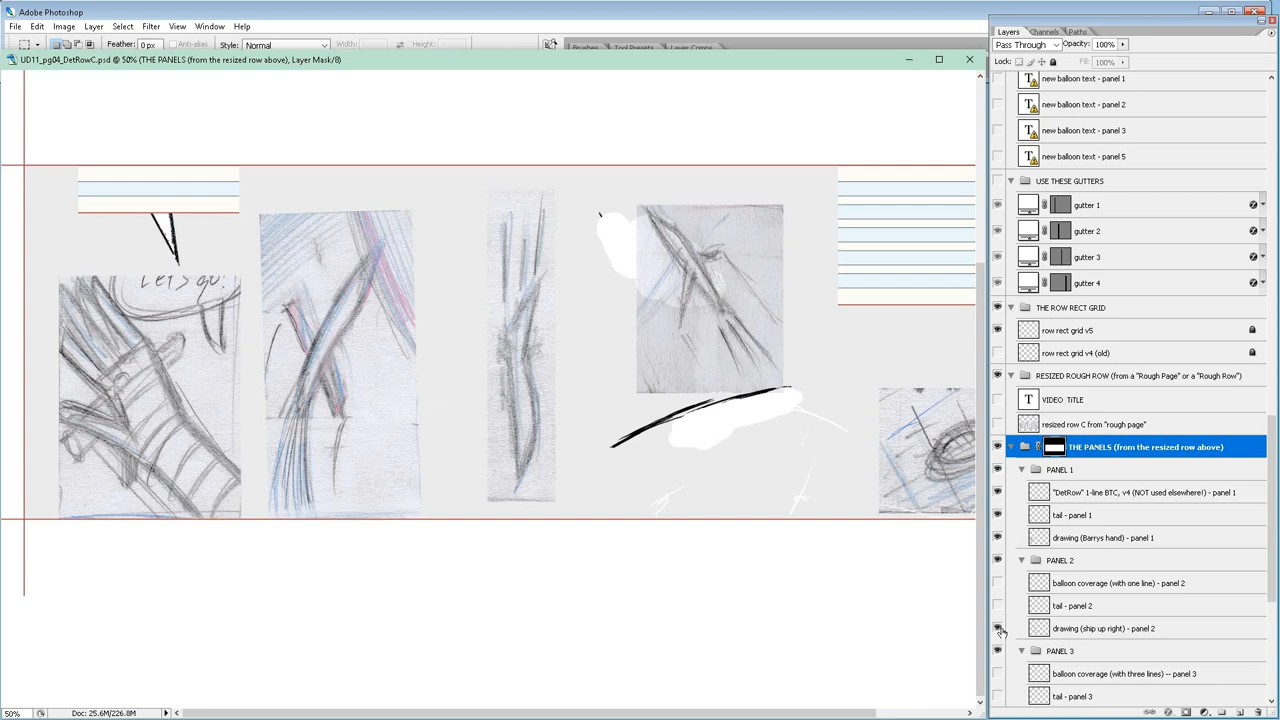 Adobe Photoshop
File Edit Image Layer Select Filter View Window Help
Feather: 0 px Anti-alias Style: Normal Width: Height:
Brushes Tool Presets Layer Comps
UD11_pg04_DetRowC.psd @ 50% (THE PANELS (from the resized row above), Layer Mask/8)
LET'S GO!
50% Doc: 25.6M/226.8M
Layers Channels Paths
Pass Through Opacity: 100%
Lock: Fill: 100%
new balloon text - panel 1
new balloon text - panel 2
new balloon text - panel 3
new balloon text - panel 5
USE THESE GUTTERS
gutter 1
gutter 2
gutter 3
gutter 4
THE ROW RECT GRID
row rect grid v5
row rect grid v4 (old)
RESIZED ROUGH ROW (from a "Rough Page" or a "Rough Row")
VIDEO TITLE
resized row C from "rough page"
THE PANELS (from the resized row above)
PANEL 1
"DetRow" 1-line BTC, v4 (NOT used elsewhere!) - panel 1
tail - panel 1
drawing (Barrys hand) - panel 1
PANEL 2
balloon coverage (with one line) - panel 2
tail - panel 2
drawing (ship up right) - panel 2
PANEL 3
balloon coverage (with three lines) -- panel 3
tail - panel 3